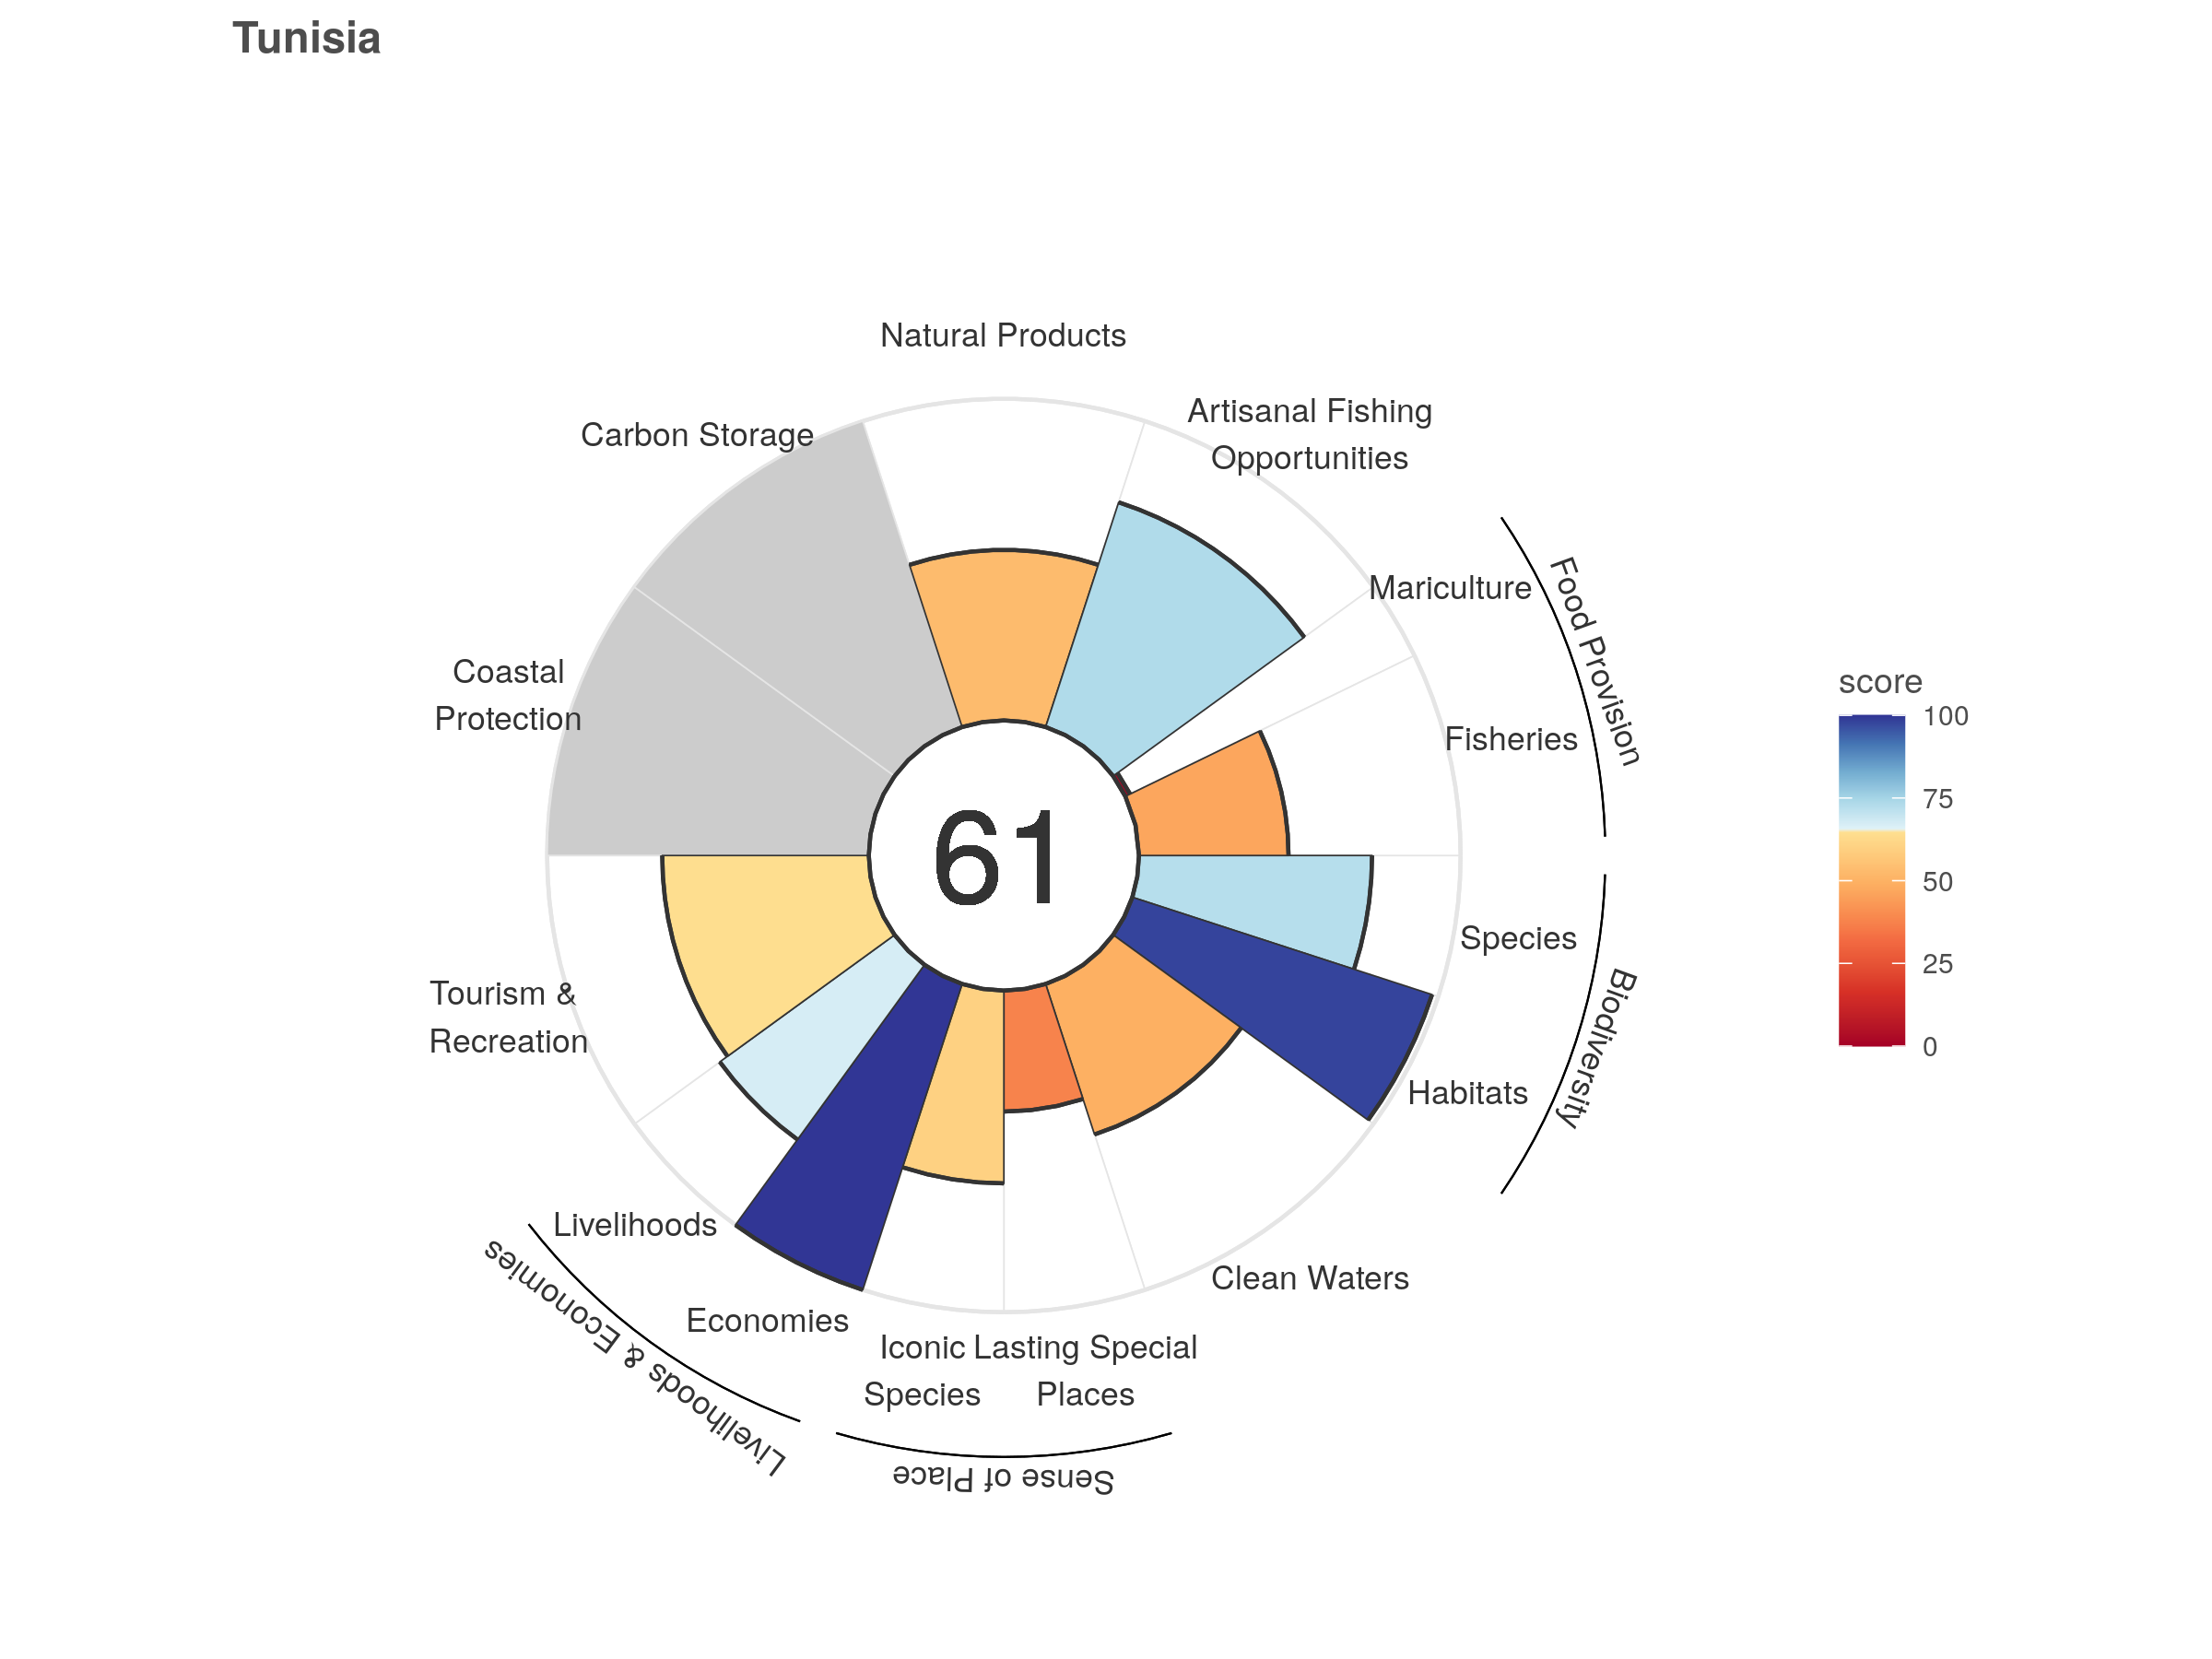 Tunisia
Natural Products
Artisanal Fishing
Opportunities
Carbon Storage
Mariculture
Food Provision
Coastal
Protection
Fisheries
score
100
75
50
25
0
61
Species
Biodiversity
Tourism &
Recreation
Habitats
Livelihoods
Clean Waters
Economies
Livelihoods & Economies
Iconic
Species
Lasting Special
Places
Sense of Place